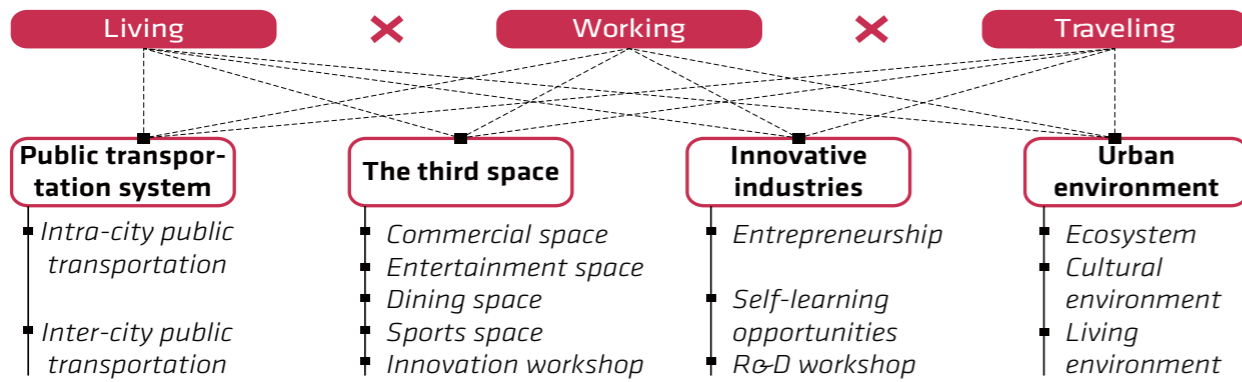 Living × Working × Traveling
Public transpor-
tation system
The third space
Innovative
industries
Urban
environment
Intra-city public
transportation
Inter-city public
transportation
Commercial space
Entertainment space
Dining space
Sports space
Innovation workshop
Entrepreneurship
Self-learning
opportunities
R&D workshop
Ecosystem
Cultural
environment
Living
environment